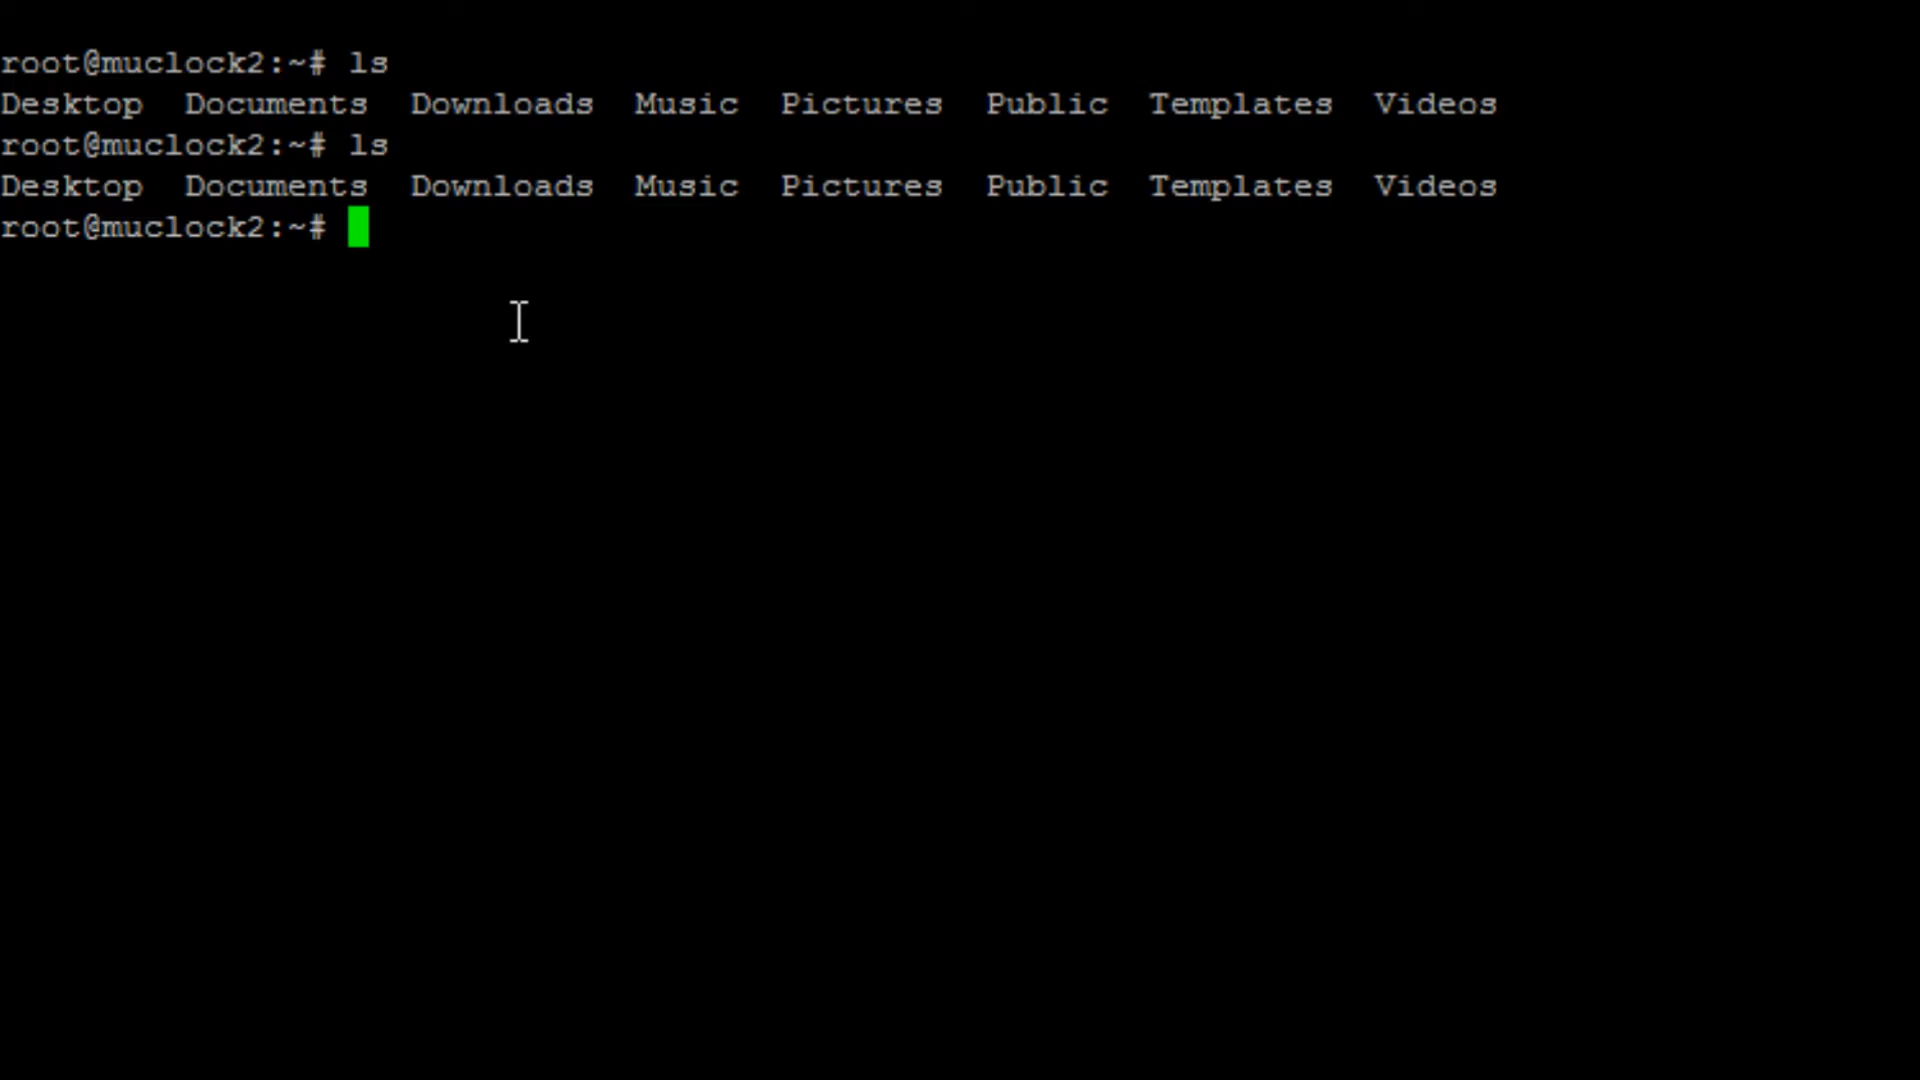 root@muclock2:~# ls
Desktop  Documents  Downloads  Music  Pictures  Public  Templates  Videos
root@muclock2:~# ls
Desktop  Documents  Downloads  Music  Pictures  Public  Templates  Videos
root@muclock2:~#